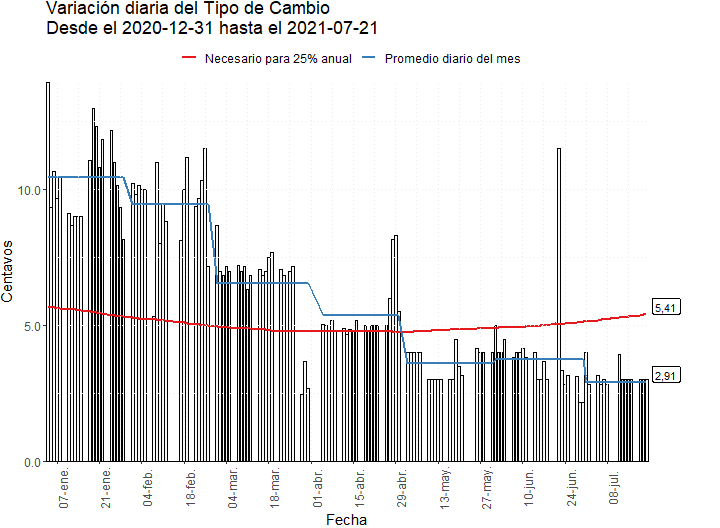 Variación diaria del Tipo de Cambio
Desde el 2020-12-31 hasta el 2021-07-21
Necesario para 25% anual
Promedio diario del mes
Centavos
10.0
5.0
0.0
5,41
2,91
07-ene.
21-ene.
04-feb.
18-feb.
04-mar.
18-mar.
01-abr.
15-abr.
29-abr.
13-may.
27-may.
10-jun.
24-jun.
08-jul.
Fecha